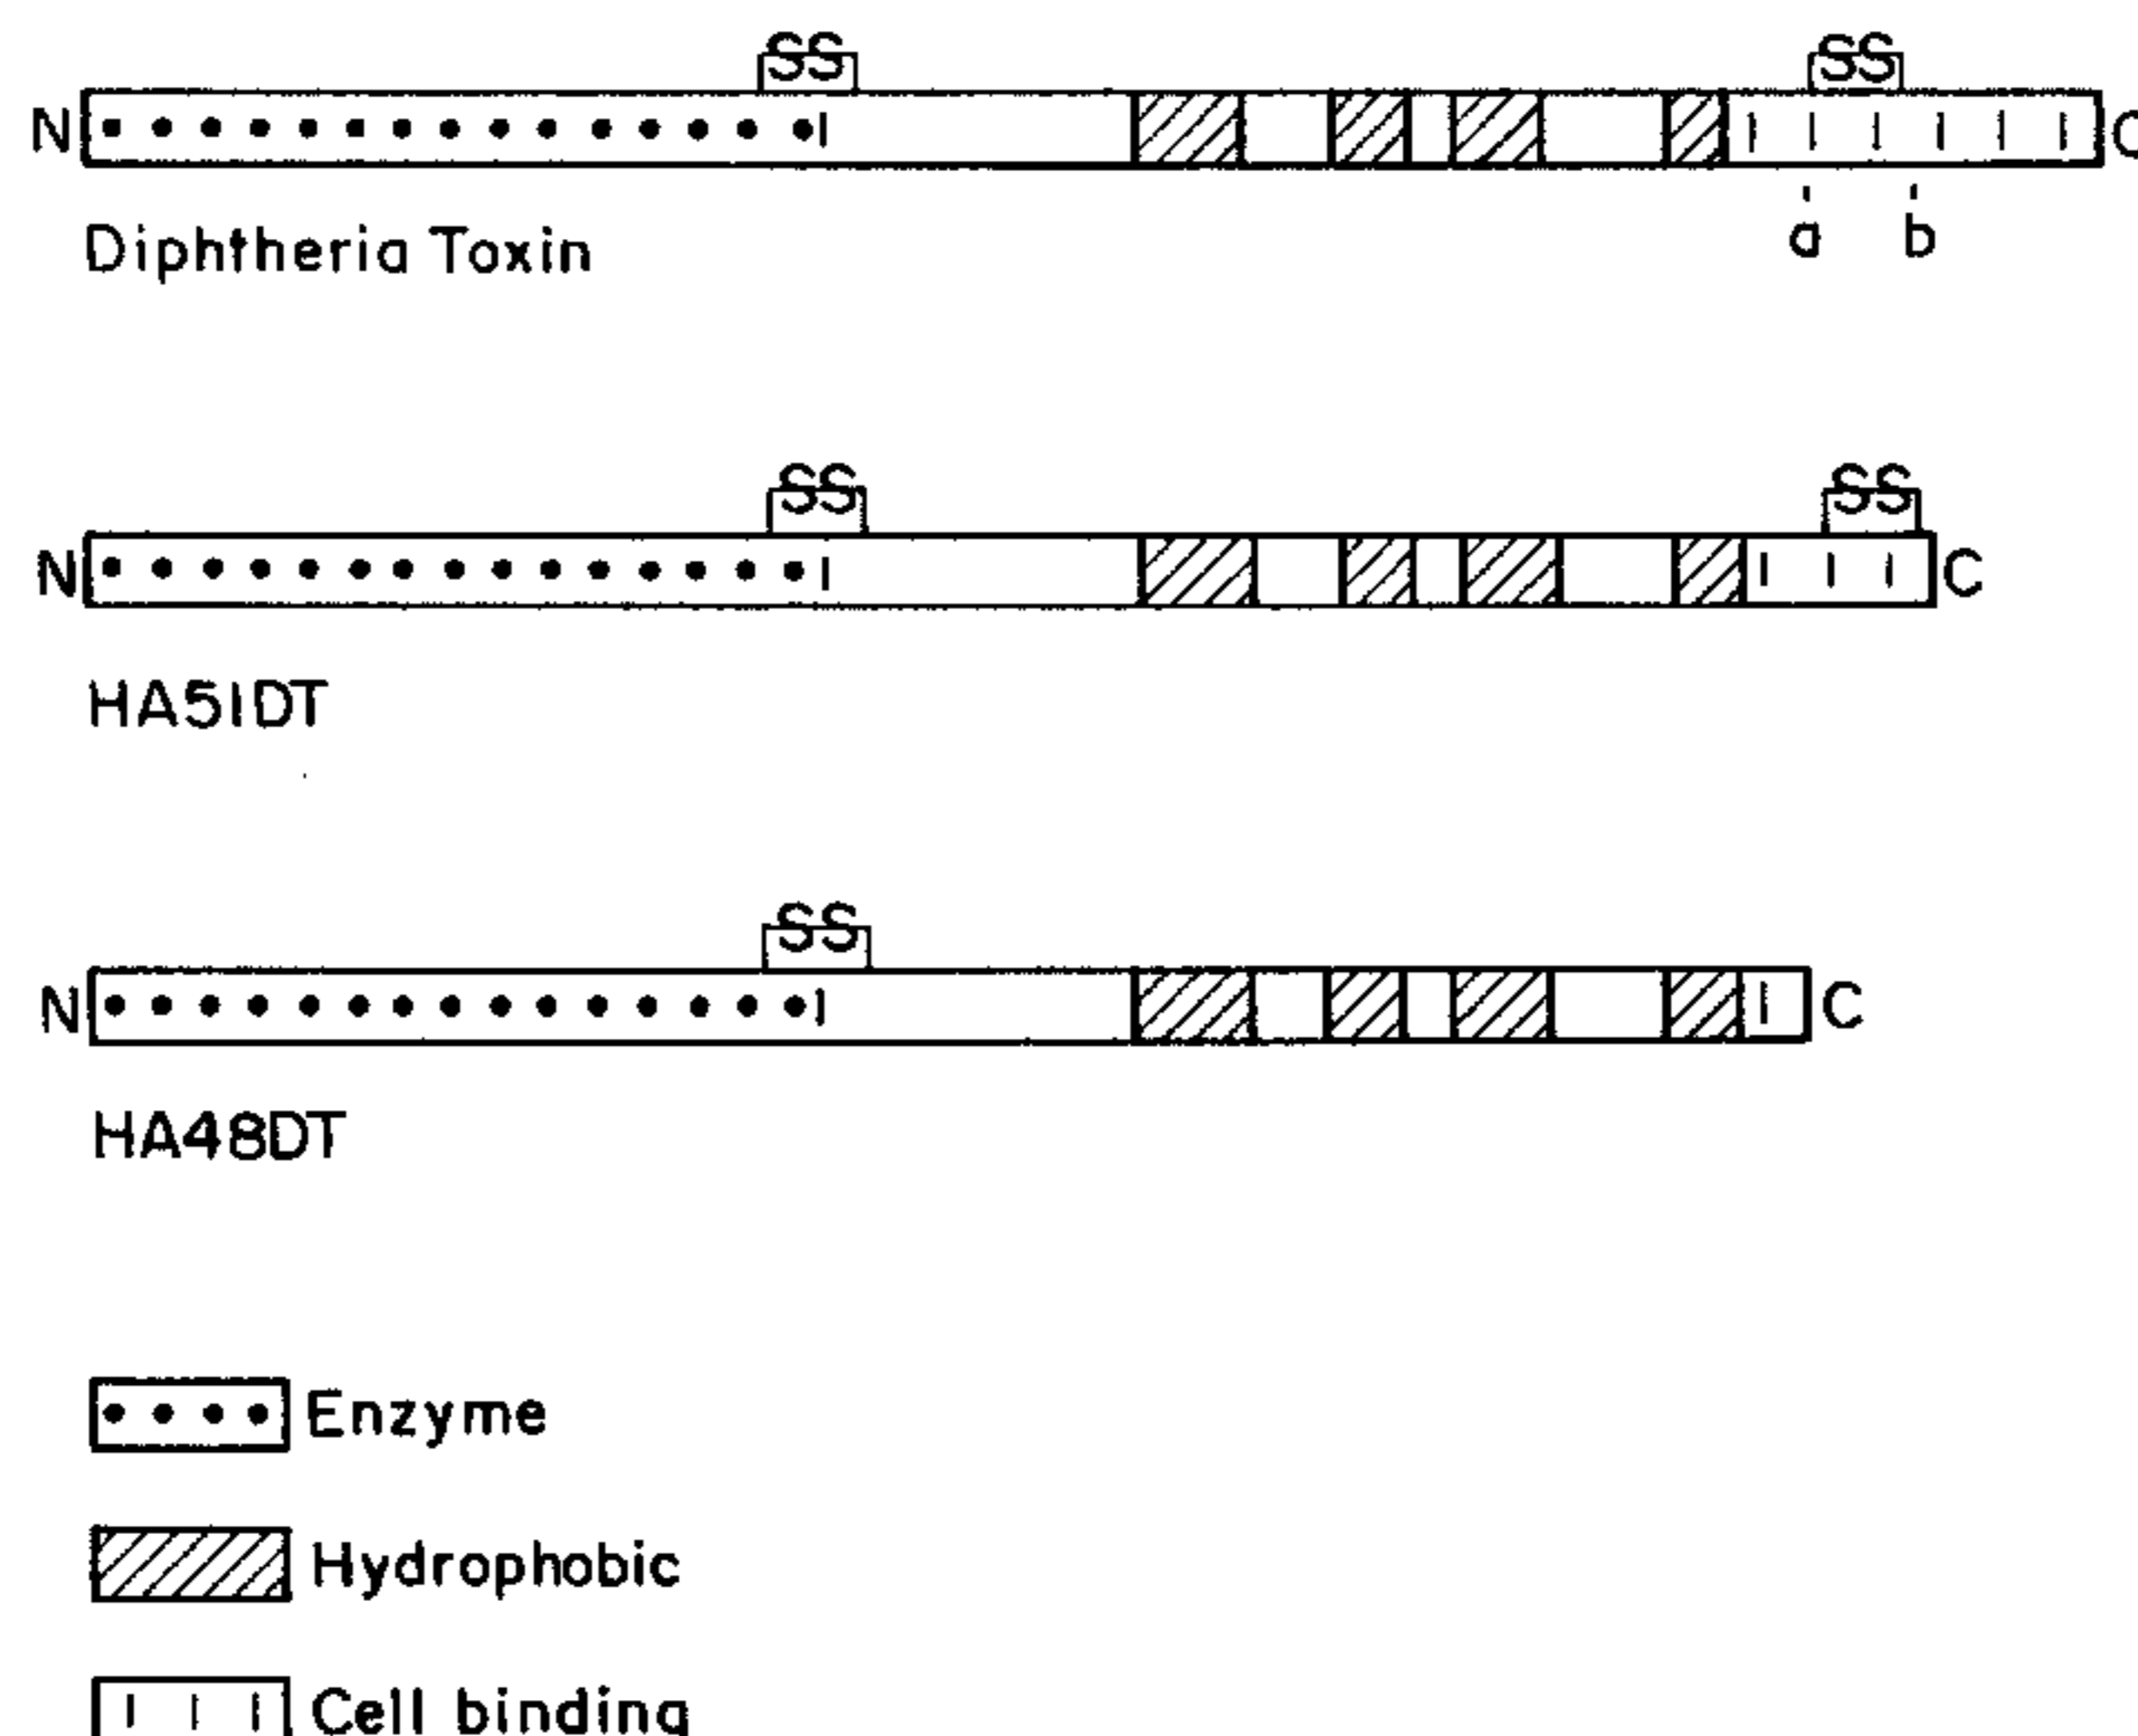 SS SS
N C
a b
Diphtheria Toxin
SS SS
N C
HA51DT
SS
N C
HA48DT
Enzyme
Hydrophobic
Cell binding